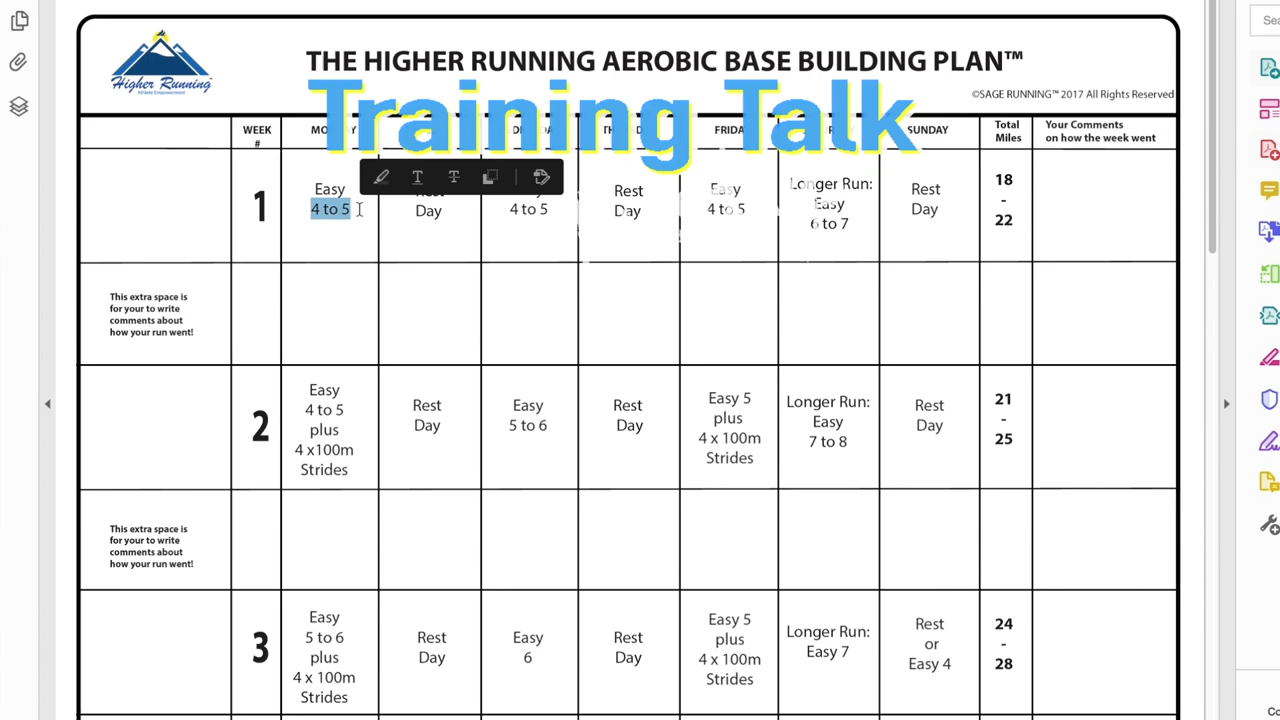 THE HIGHER RUNNING AEROBIC BASE BUILDING PLAN™
Higher Running
Athlete Empowerment
©SAGE RUNNING™ 2017 All Rights Reserved
Training Talk
WEEK
#
FRIDAY
SUNDAY
Total
Miles
Your Comments
on how the week went
1
Easy
4 to 5
Rest
Day
4 to 5
Rest
Day
Easy
4 to 5
Longer Run:
Easy
6 to 7
Rest
Day
18
-
22
This extra space is
for your to write
comments about
how your run went!
2
Easy
4 to 5
plus
4 x100m
Strides
Rest
Day
Easy
5 to 6
Rest
Day
Easy 5
plus
4 x 100m
Strides
Longer Run:
Easy
7 to 8
Rest
Day
21
-
25
This extra space is
for your to write
comments about
how your run went!
3
Easy
5 to 6
plus
4 x 100m
Strides
Rest
Day
Easy
6
Rest
Day
Easy 5
plus
4 x 100m
Strides
Longer Run:
Easy 7
Rest
or
Easy 4
24
-
28